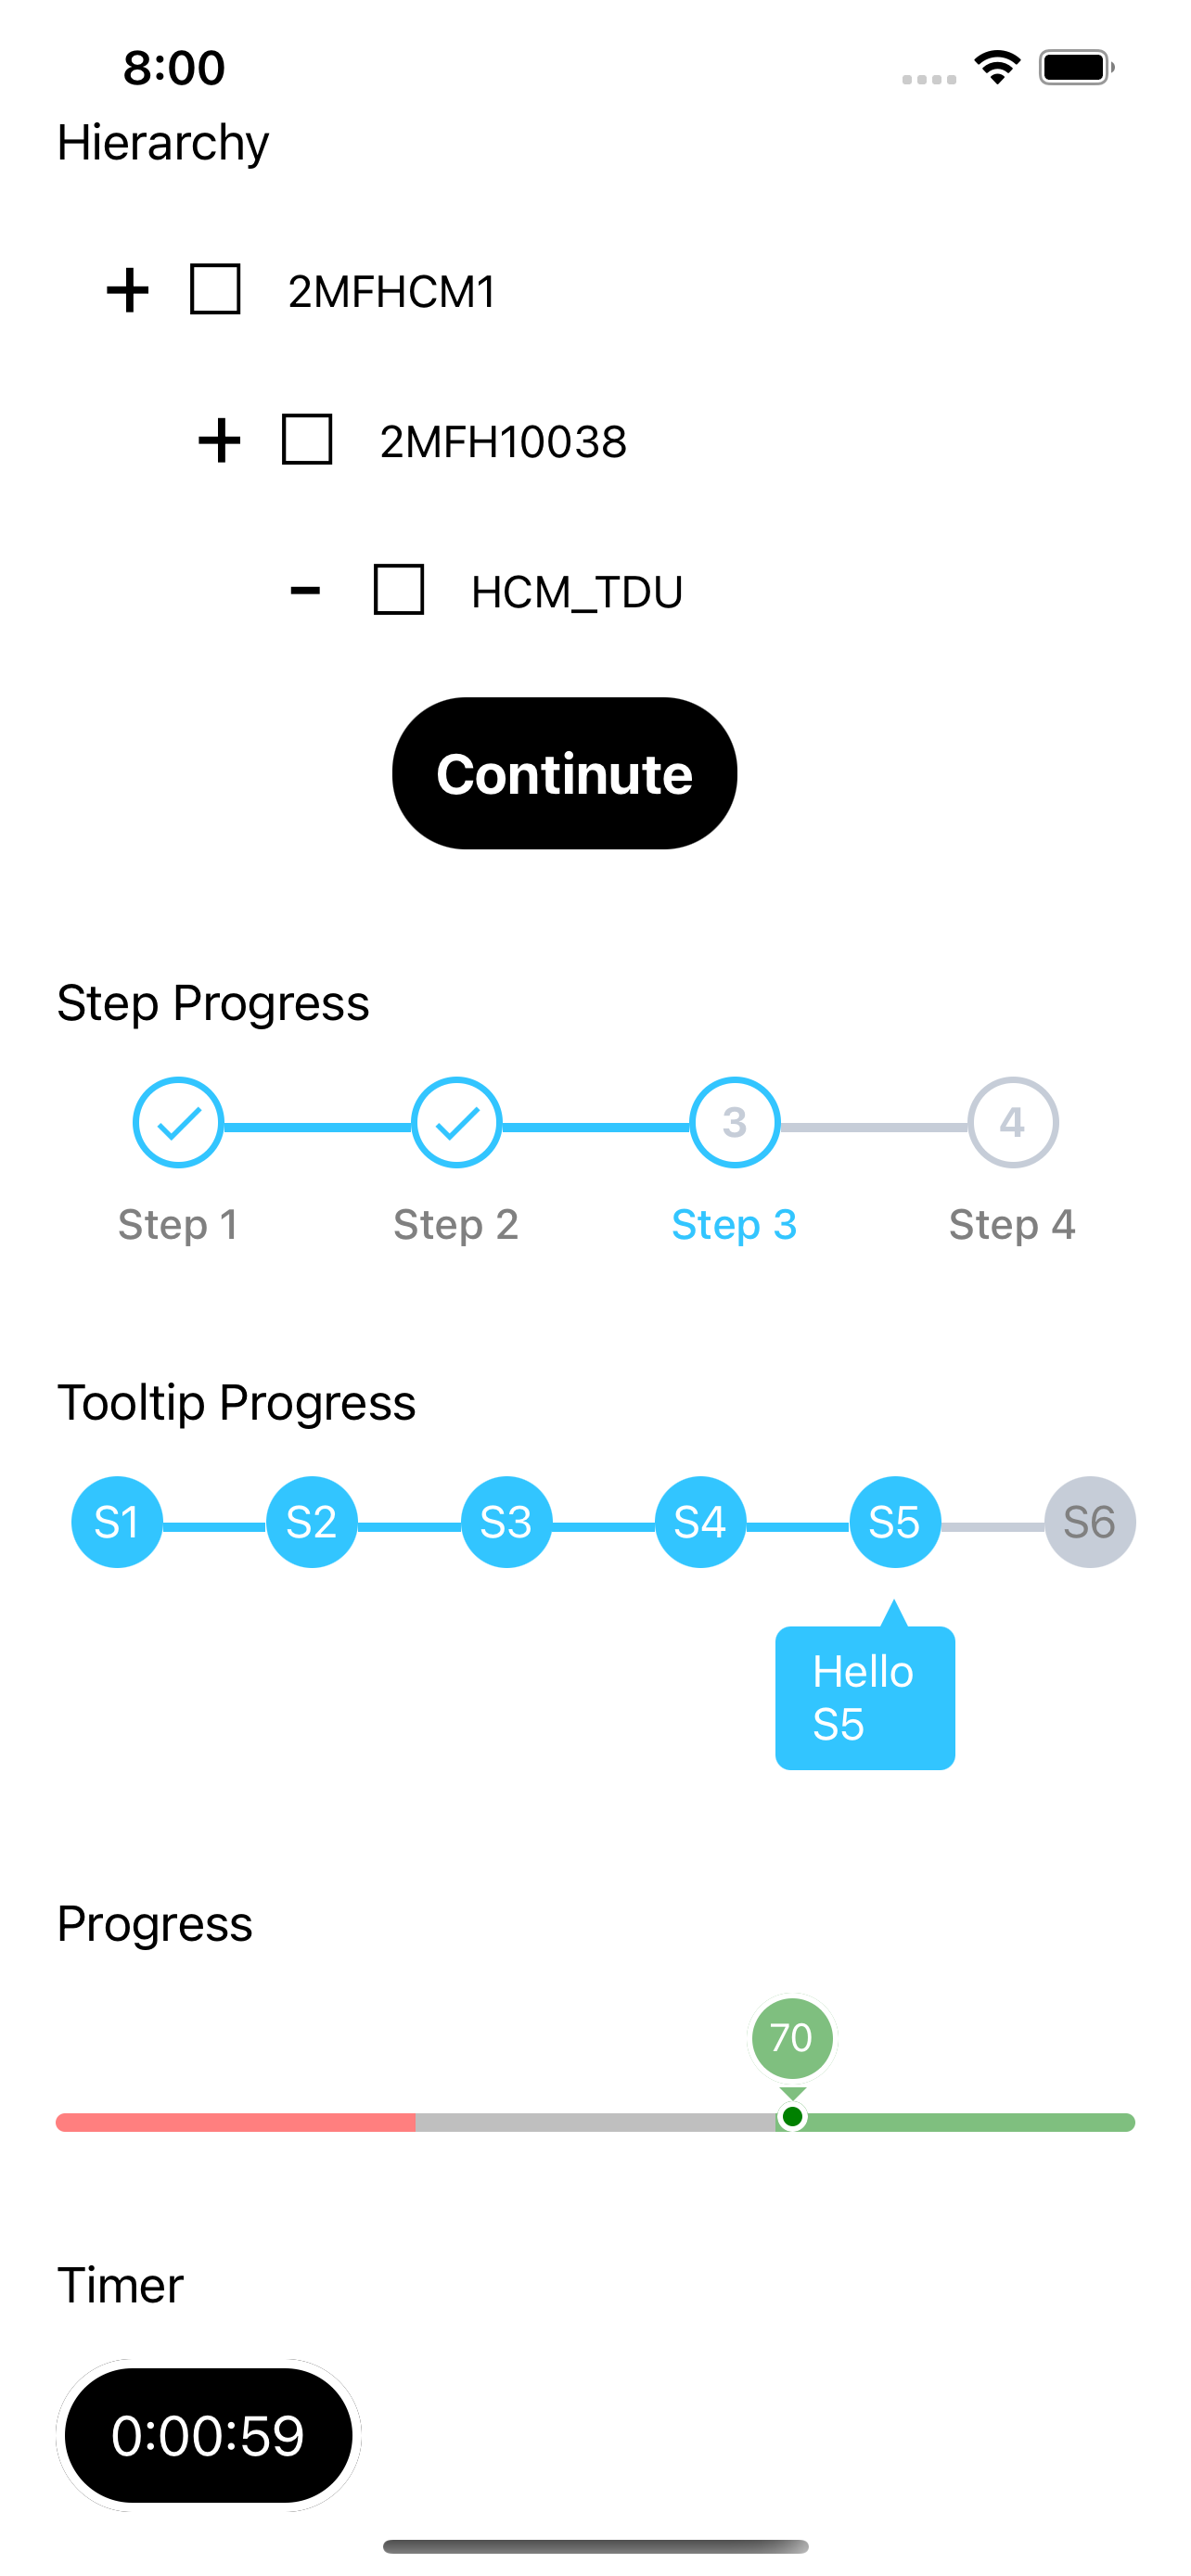 8:00
Hierarchy
+ 2MFHCM1
+ 2MFH10038
- HCM_TDU
Continute
Step Progress
3 4
Step 1 Step 2 Step 3 Step 4
Tooltip Progress
S1 S2 S3 S4 S5 S6
Hello
S5
Progress
70
Timer
0:00:59